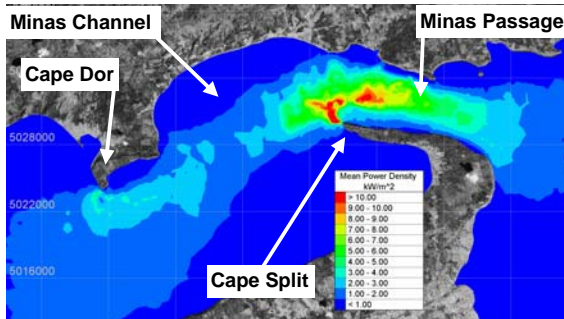 Minas Channel
Minas Passage
Cape Dor
5028000
Mean Power Density
kW/m^2
> 10.00
9.00 - 10.00
8.00 - 9.00
7.00 - 8.00
6.00 - 7.00
5.00 - 6.00
4.00 - 5.00
3.00 - 4.00
2.00 - 3.00
1.00 - 2.00
< 1.00
5022000
Cape Split
5016000